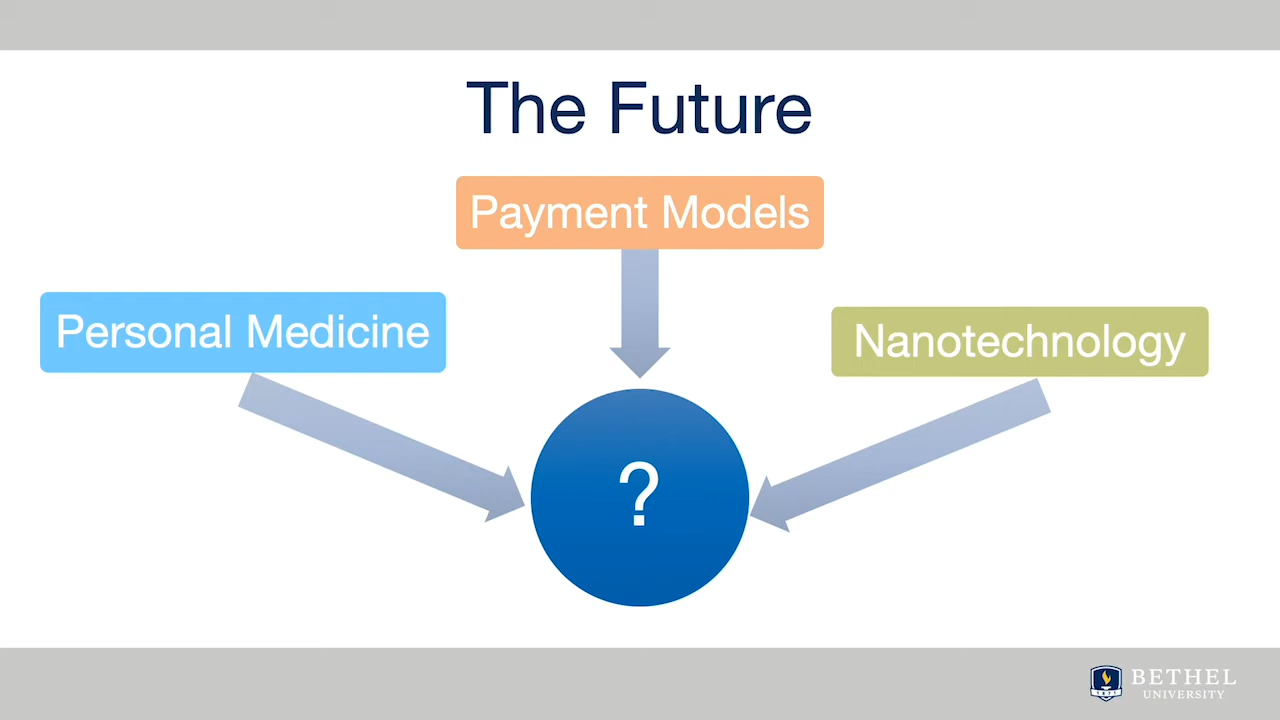 The Future
Payment Models
Personal Medicine
Nanotechnology
?
BETHEL
UNIVERSITY